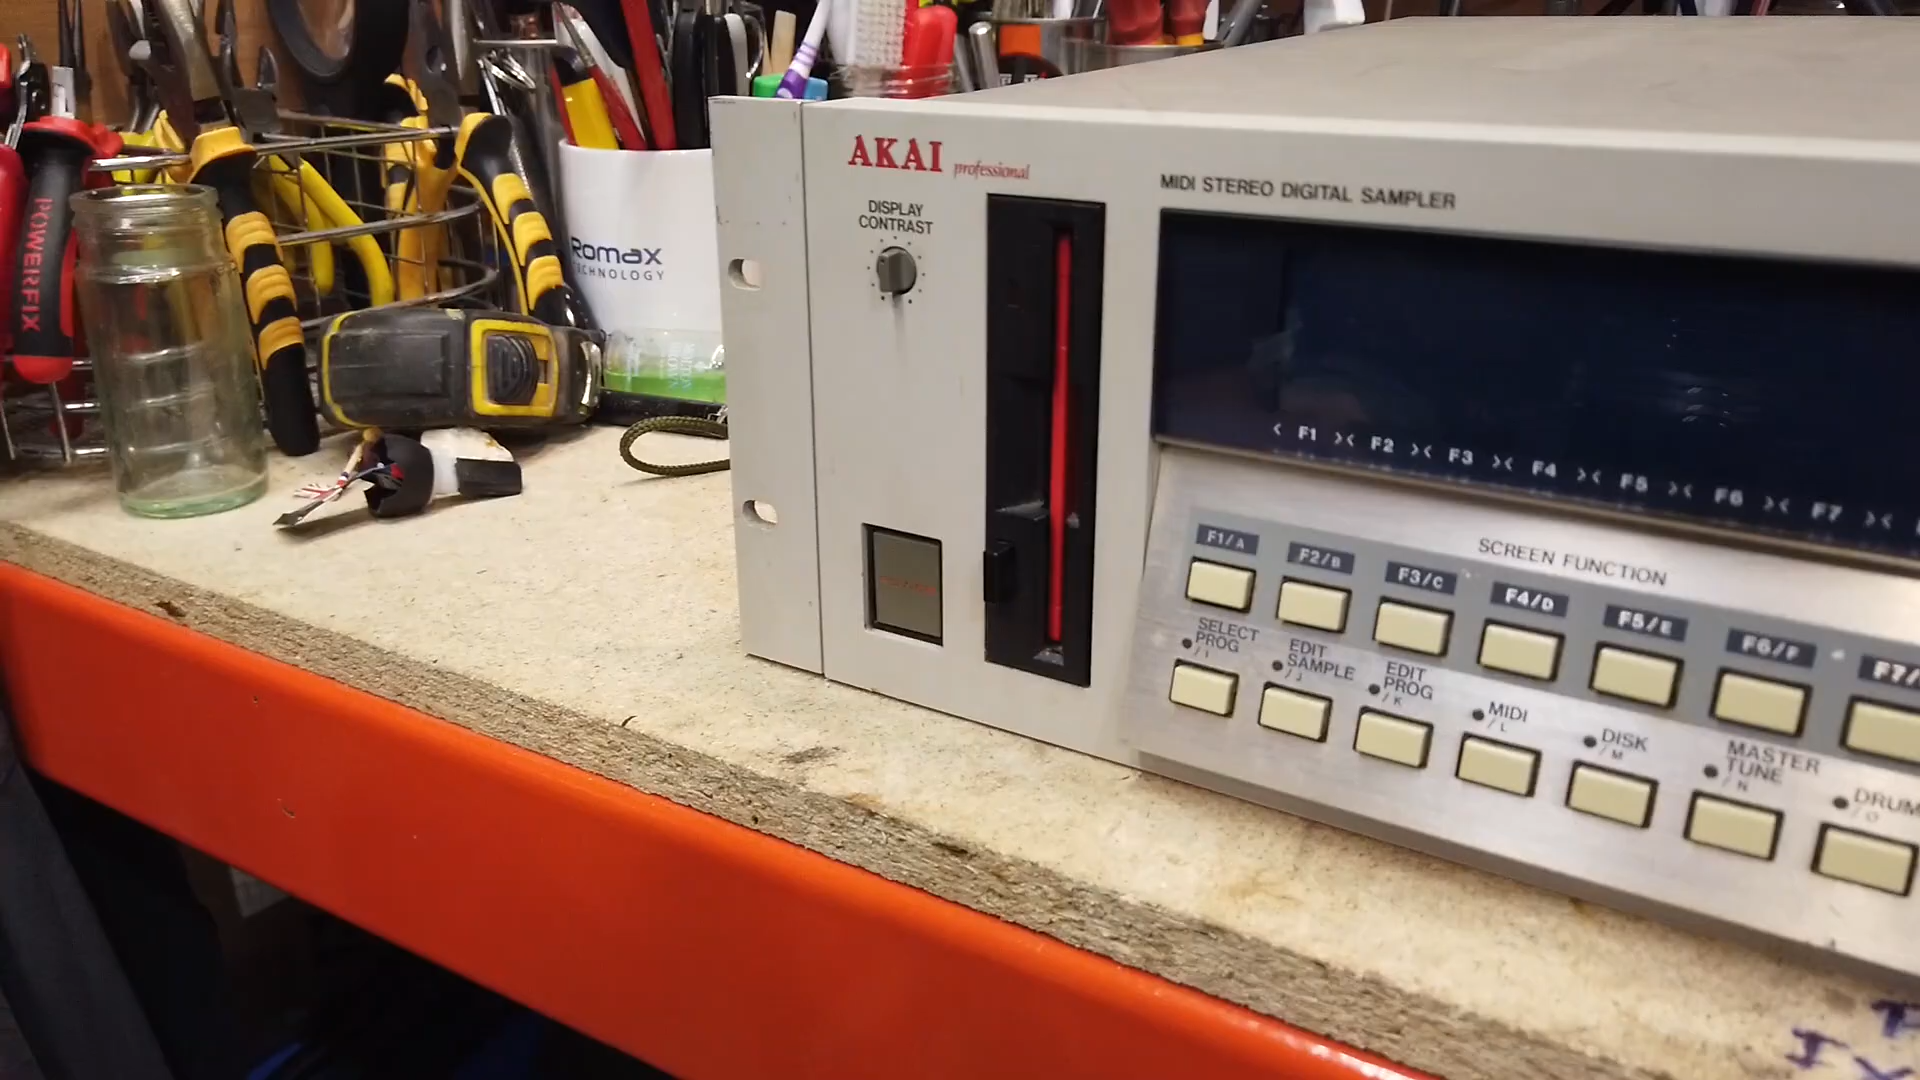 AKAI professional
MIDI STEREO DIGITAL SAMPLER
DISPLAY
CONTRAST
POWERFIX
Romax
TECHNOLOGY
< F1 >< F2 >< F3 >< F4 >< F5 >< F6 >< F7 ><
SCREEN FUNCTION
F1/A F2/B F3/C F4/D F5/E F6/F F7/
SELECT
PROG
/I
EDIT
SAMPLE
/J
EDIT
PROG
/K
MIDI
/L
DISK
/M
MASTER
TUNE
/N
DRUM
/O